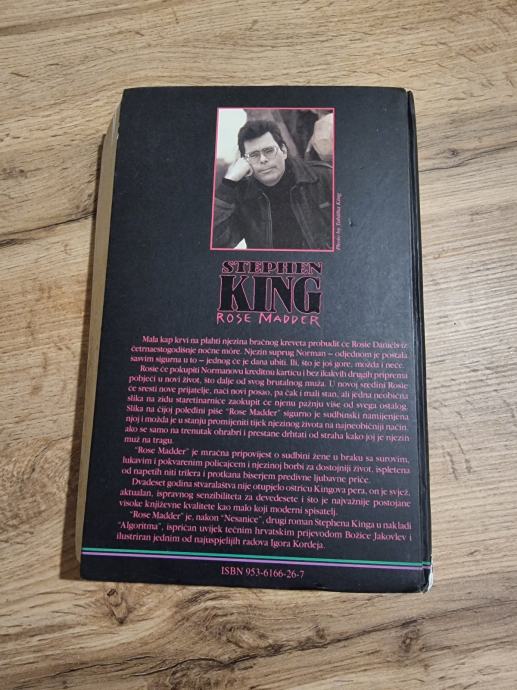 Photo by Tabitha King
STEPHEN
KING
ROSE MADDER
Mala kap krvi na plahti njezina bračnog kreveta probudit će Rosie Daniels iz
četrnaestogodišnje noćne móre. Njezin suprug Norman - odjednom je postala
sasvim sigurna u to - jednog će je dana ubiti. Ili, što je još gore, možda i neće.
Rosie će pokupiti Normanovu kreditnu karticu i bez ikakvih drugih priprema
pobjeći u novi život, što dalje od svog brutalnog muža. U novoj sredini Rosie
će sresti nove prijatelje, naći novi posao, pa čak i mali stan, ali jedna neobična
slika na zidu staretinarnice zaokupit će njenu pažnju više od svega ostalog.
Slika na čijoj poleđini piše "Rose Madder" sigurno je sudbinski namijenjena
njoj i možda je u stanju promijeniti tijek njezinog života na najneobičniji način,
ako se samo na trenutak ohrabri i prestane drhtati od straha kako joj je njezin
muž na tragu.
"Rose Madder" je mračna pripovijest o sudbini žene u braku sa surovim,
lukavim i pokvarenim policajcem i njezinoj borbi za dostojniji život, ispletena
od napetih niti trilera i protkana biserjem predivne ljubavne priče.
Dvadeset godina stvaralaštva nije otupjelo oštricu Kingova pera, on je svjež,
aktualan, ispravnog senzibiliteta za devedesete i što je najvažnije postojane
visoke književne kvalitete kao malo koji moderni spisatelj.
"Rose Madder" je, nakon "Nesanice", drugi roman Stephena Kinga u nakladi
"Algoritma", ispričan uvijek tečnim hrvatskim prijevodom Božice Jakovlev i
ilustriran jednim od najuspjelijih radova Igora Kordeja.
ISBN 953-6166-26-7